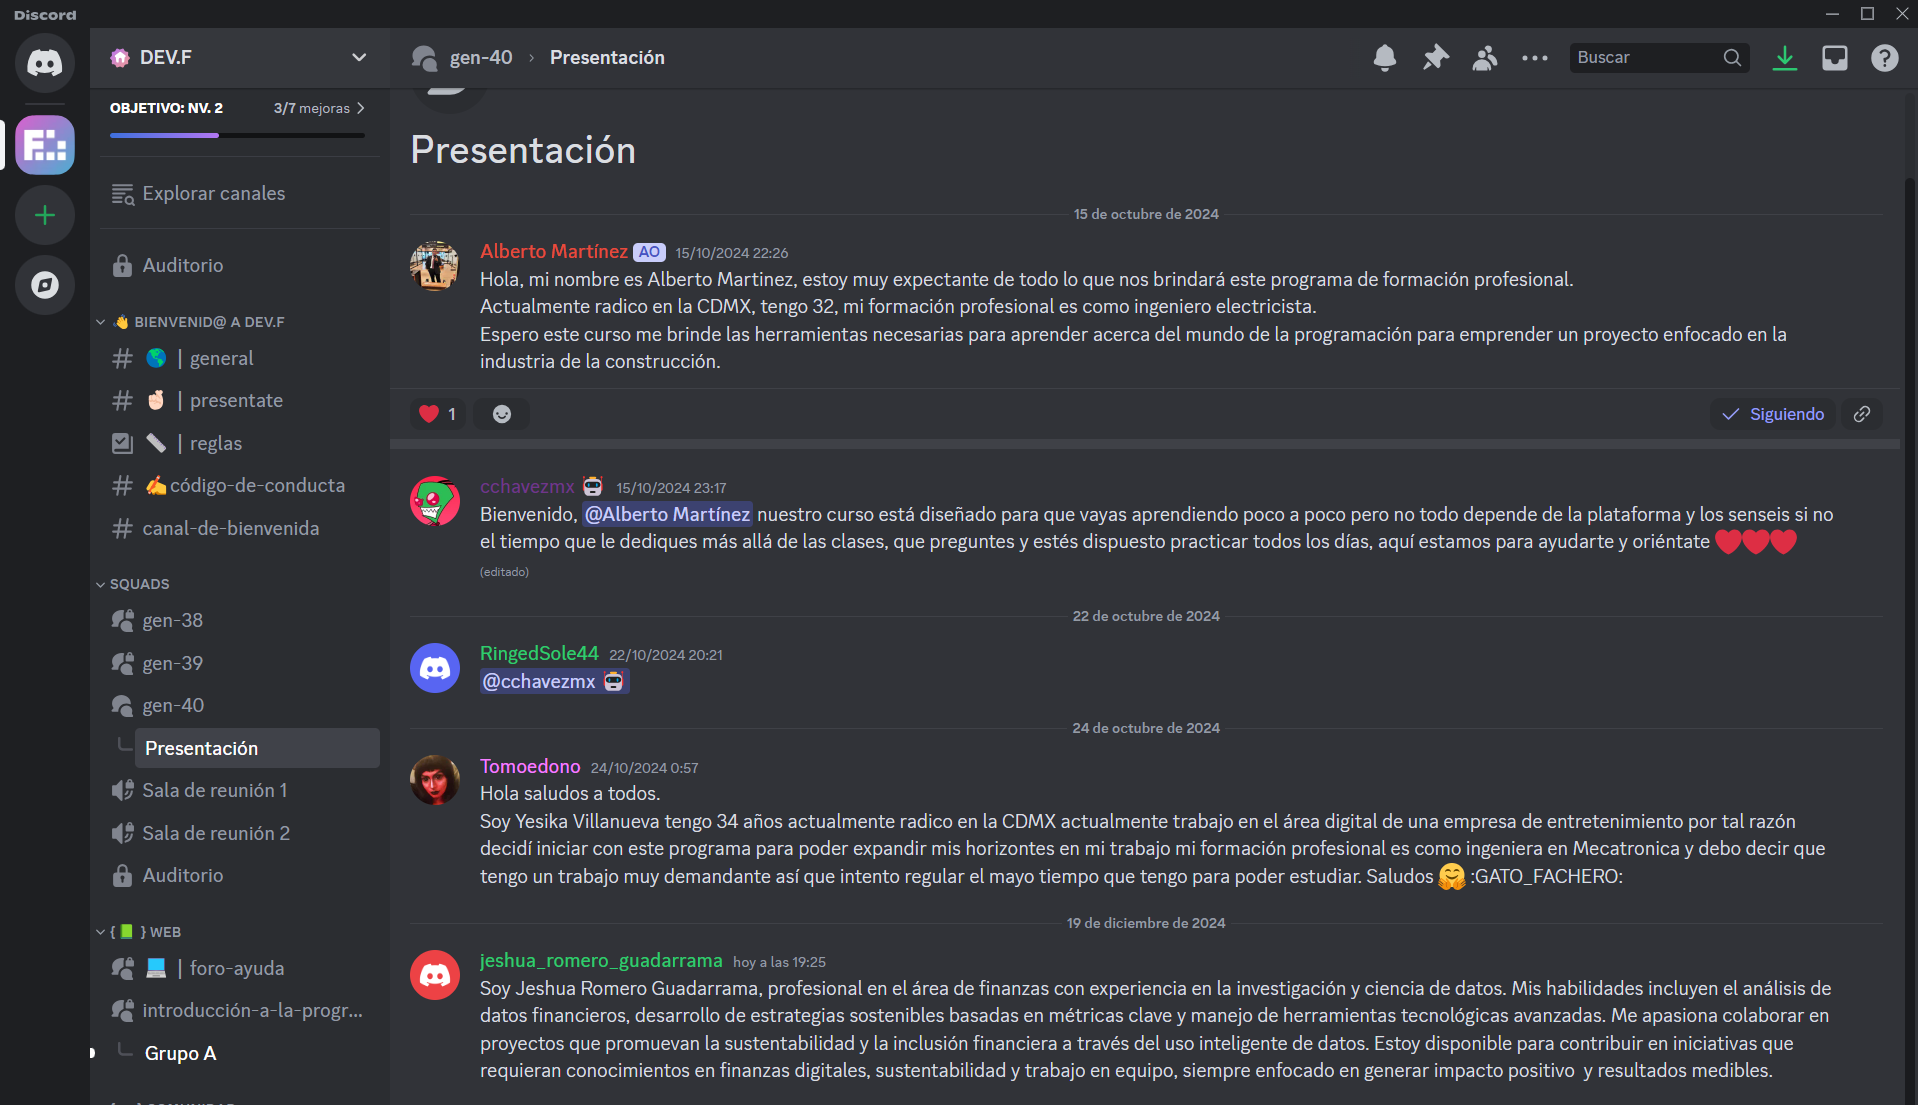 Discord
DEV.F
OBJETIVO: NV. 2
3/7 mejoras
Explorar canales
Auditorio
BIENVENID@ A DEV.F
| general
| presentate
| reglas
código-de-conducta
canal-de-bienvenida
SQUADS
gen-38
gen-39
gen-40
Presentación
Sala de reunión 1
Sala de reunión 2
Auditorio
{ } WEB
| foro-ayuda
introducción-a-la-progr...
Grupo A
gen-40 › Presentación
Buscar
Presentación
15 de octubre de 2024
Alberto Martínez AO 15/10/2024 22:26
Hola, mi nombre es Alberto Martinez, estoy muy expectante de todo lo que nos brindará este programa de formación profesional.
Actualmente radico en la CDMX, tengo 32, mi formación profesional es como ingeniero electricista.
Espero este curso me brinde las herramientas necesarias para aprender acerca del mundo de la programación para emprender un proyecto enfocado en la
industria de la construcción.
1
Siguiendo
cchavezmx 15/10/2024 23:17
Bienvenido, @Alberto Martínez nuestro curso está diseñado para que vayas aprendiendo poco a poco pero no todo depende de la plataforma y los senseis si no
el tiempo que le dediques más allá de las clases, que preguntes y estés dispuesto practicar todos los días, aquí estamos para ayudarte y oriéntate
(editado)
22 de octubre de 2024
RingedSole44 22/10/2024 20:21
@cchavezmx
24 de octubre de 2024
Tomoedono 24/10/2024 0:57
Hola saludos a todos.
Soy Yesika Villanueva tengo 34 años actualmente radico en la CDMX actualmente trabajo en el área digital de una empresa de entretenimiento por tal razón
decidí iniciar con este programa para poder expandir mis horizontes en mi trabajo mi formación profesional es como ingeniera en Mecatronica y debo decir que
tengo un trabajo muy demandante así que intento regular el mayo tiempo que tengo para poder estudiar. Saludos :GATO_FACHERO:
19 de diciembre de 2024
jeshua_romero_guadarrama hoy a las 19:25
Soy Jeshua Romero Guadarrama, profesional en el área de finanzas con experiencia en la investigación y ciencia de datos. Mis habilidades incluyen el análisis de
datos financieros, desarrollo de estrategias sostenibles basadas en métricas clave y manejo de herramientas tecnológicas avanzadas. Me apasiona colaborar en
proyectos que promuevan la sustentabilidad y la inclusión financiera a través del uso inteligente de datos. Estoy disponible para contribuir en iniciativas que
requieran conocimientos en finanzas digitales, sustentabilidad y trabajo en equipo, siempre enfocado en generar impacto positivo y resultados medibles.